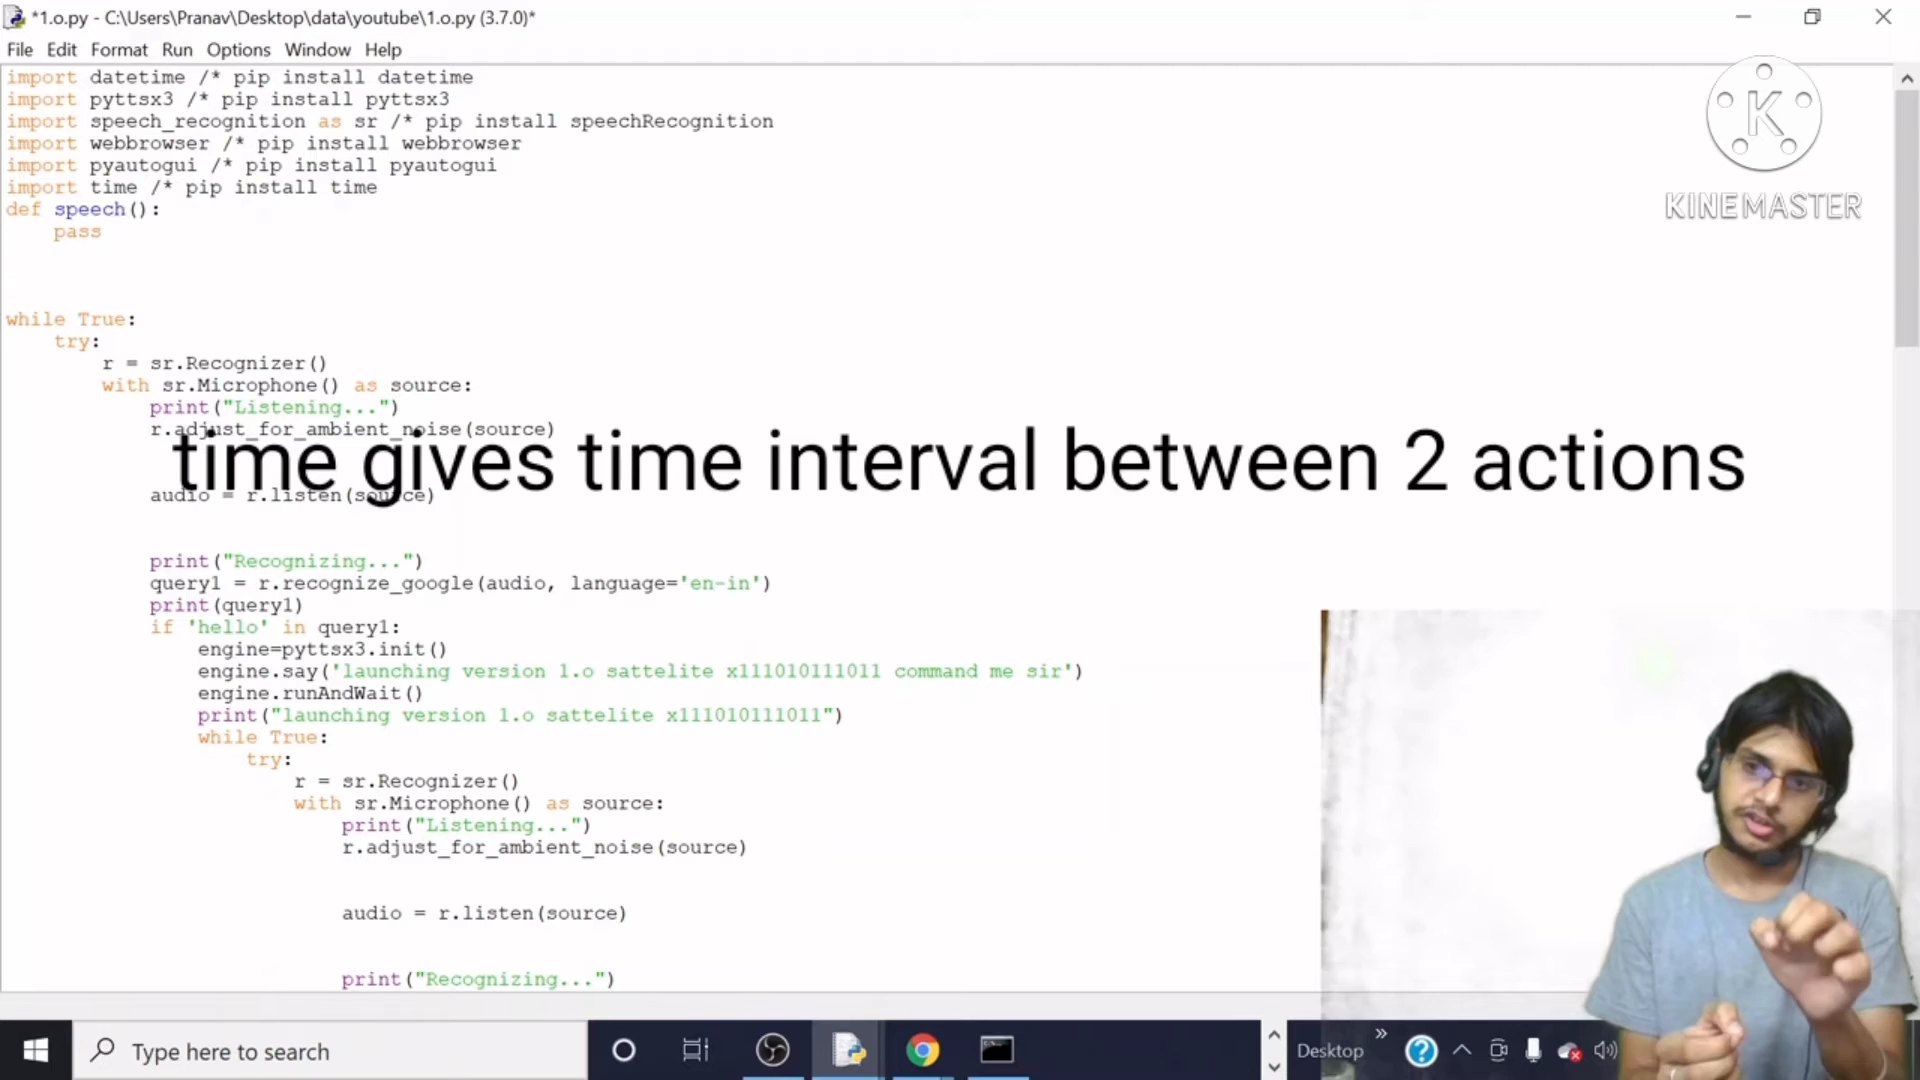 *1.o.py - C:\Users\Pranav\Desktop\data\youtube\1.o.py (3.7.0)*
File Edit Format Run Options Window Help
import datetime /* pip install datetime
import pyttsx3 /* pip install pyttsx3
import speech_recognition as sr /* pip install speechRecognition
import webbrowser /* pip install webbrowser
import pyautogui /* pip install pyautogui
import time /* pip install time
def speech():
    pass
K
KINEMASTER
while True:
    try:
        r = sr.Recognizer()
        with sr.Microphone() as source:
            print("Listening...")
            r.adjust_for_ambient_noise(source)
time gives time interval between 2 actions
            audio = r.listen(source)
            print("Recognizing...")
            query1 = r.recognize_google(audio, language='en-in')
            print(query1)
            if 'hello' in query1:
                engine=pyttsx3.init()
                engine.say('launching version 1.o sattelite x111010111011 command me sir')
                engine.runAndWait()
                print("launching version 1.o sattelite x111010111011")
                while True:
                    try:
                        r = sr.Recognizer()
                        with sr.Microphone() as source:
                            print("Listening...")
                            r.adjust_for_ambient_noise(source)
                            audio = r.listen(source)
                            print("Recognizing...")
Type here to search
Desktop